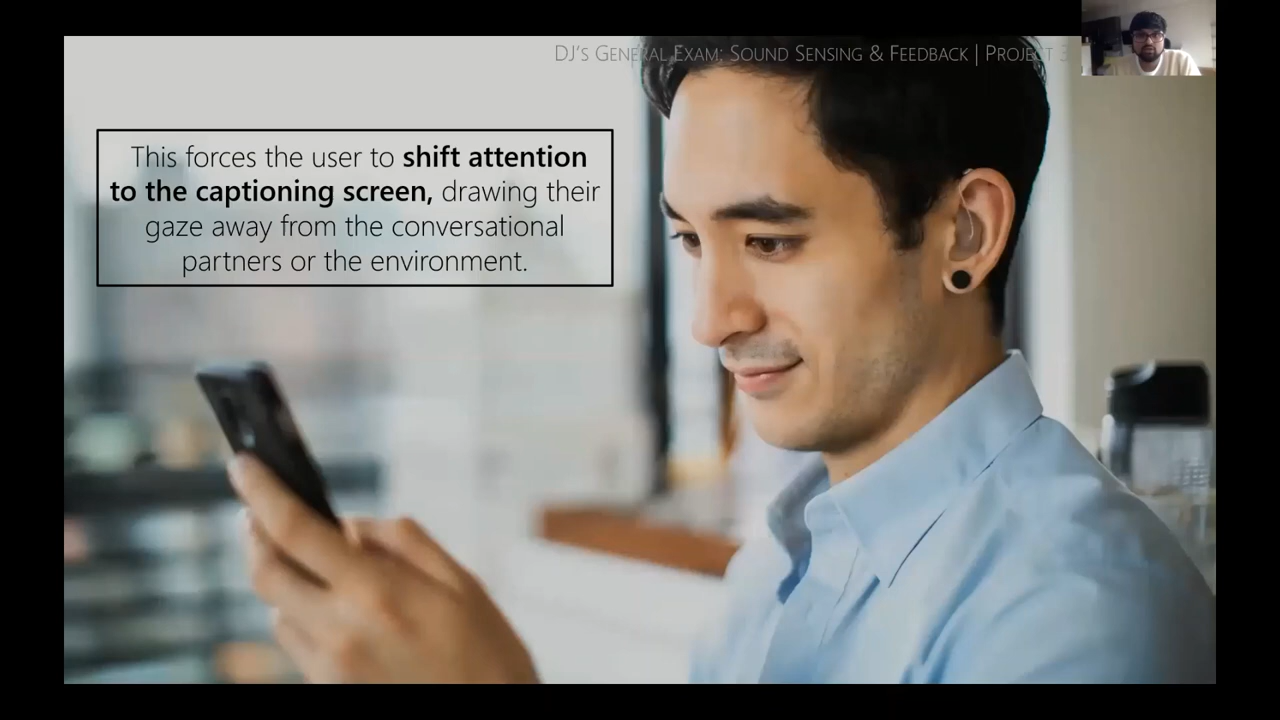 DJ's General Exam: Sound Sensing & Feedback | Project 3
This forces the user to shift attention
to the captioning screen, drawing their
gaze away from the conversational
partners or the environment.